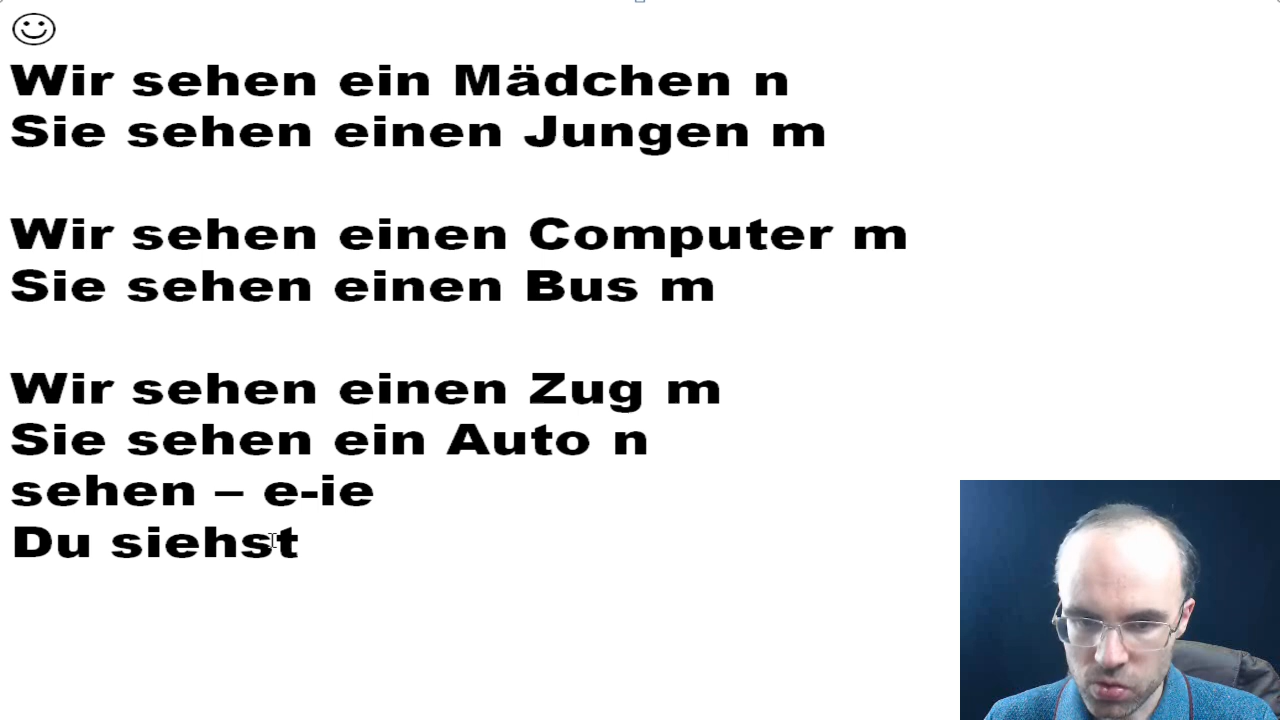 Wir sehen ein Mädchen n
Sie sehen einen Jungen m
Wir sehen einen Computer m
Sie sehen einen Bus m
Wir sehen einen Zug m
Sie sehen ein Auto n
sehen – e-ie
Du siehst